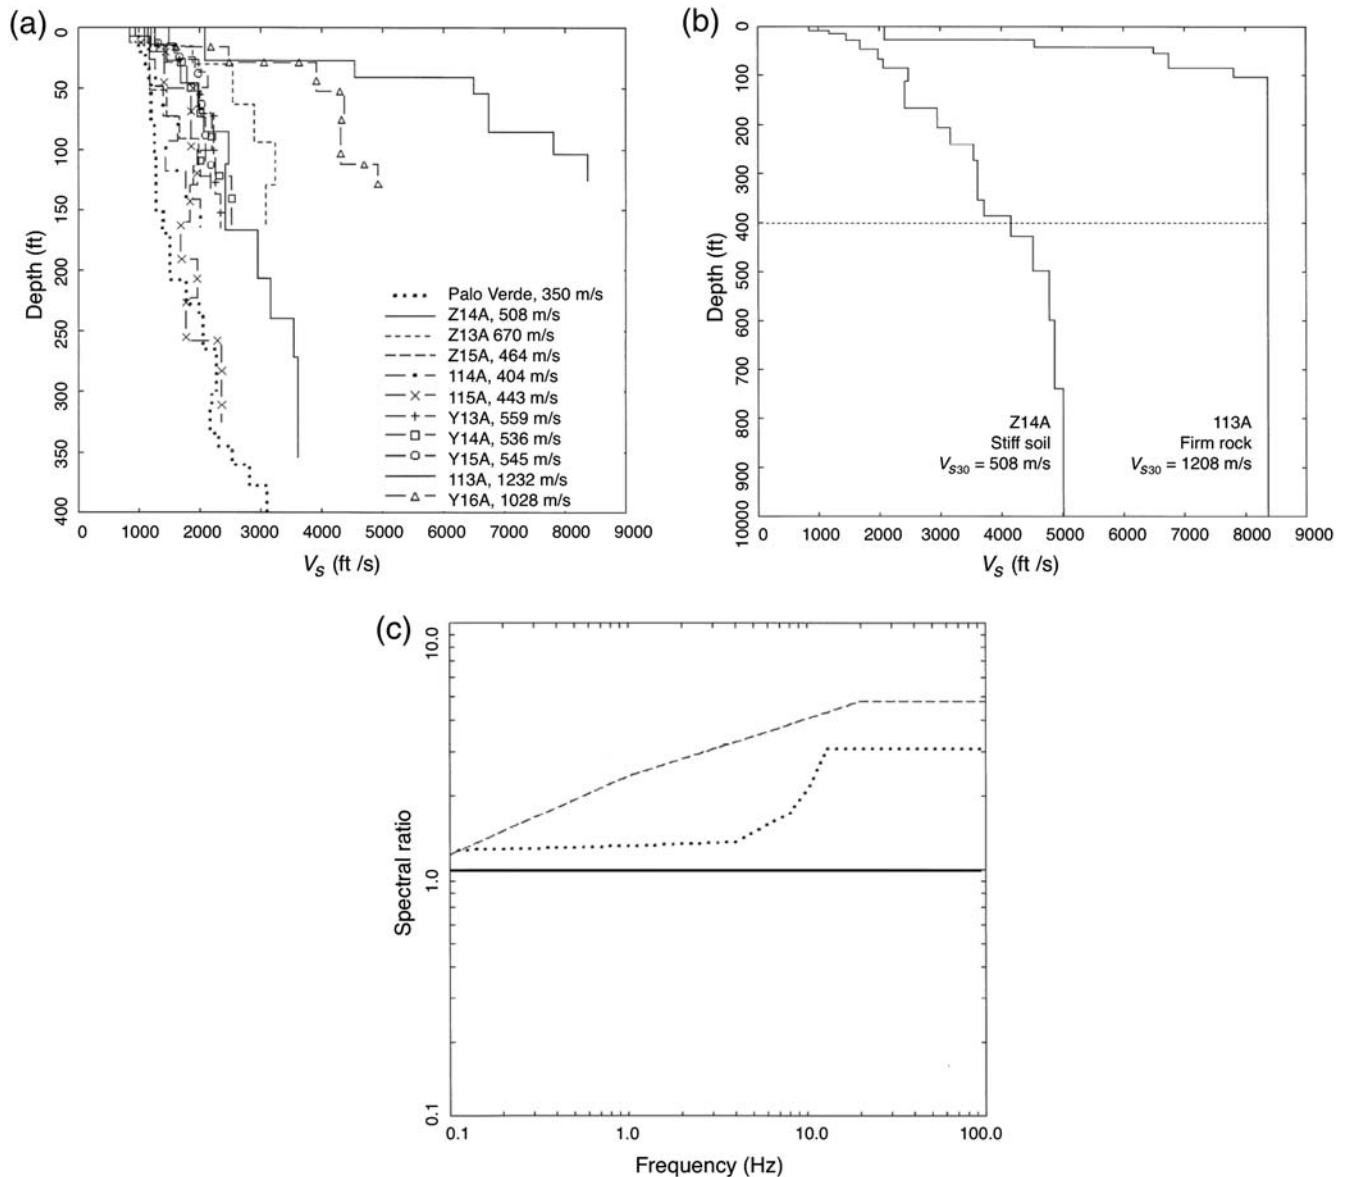 (a)
0
50
100
150
200
250
300
350
400
Depth (ft)
Palo Verde, 350 m/s
Z14A, 508 m/s
Z13A 670 m/s
Z15A, 464 m/s
114A, 404 m/s
115A, 443 m/s
Y13A, 559 m/s
Y14A, 536 m/s
Y15A, 545 m/s
113A, 1232 m/s
Y16A, 1028 m/s
0 1000 2000 3000 4000 5000 6000 7000 8000 9000
Vs (ft /s)
(b)
0
100
200
300
400
500
600
700
800
900
10000
Depth (ft)
Z14A
Stiff soil
VS30 = 508 m/s
113A
Firm rock
VS30 = 1208 m/s
0 1000 2000 3000 4000 5000 6000 7000 8000 9000
Vs (ft /s)
(c)
10.0
1.0
0.1
Spectral ratio
0.1 1.0 10.0 100.0
Frequency (Hz)